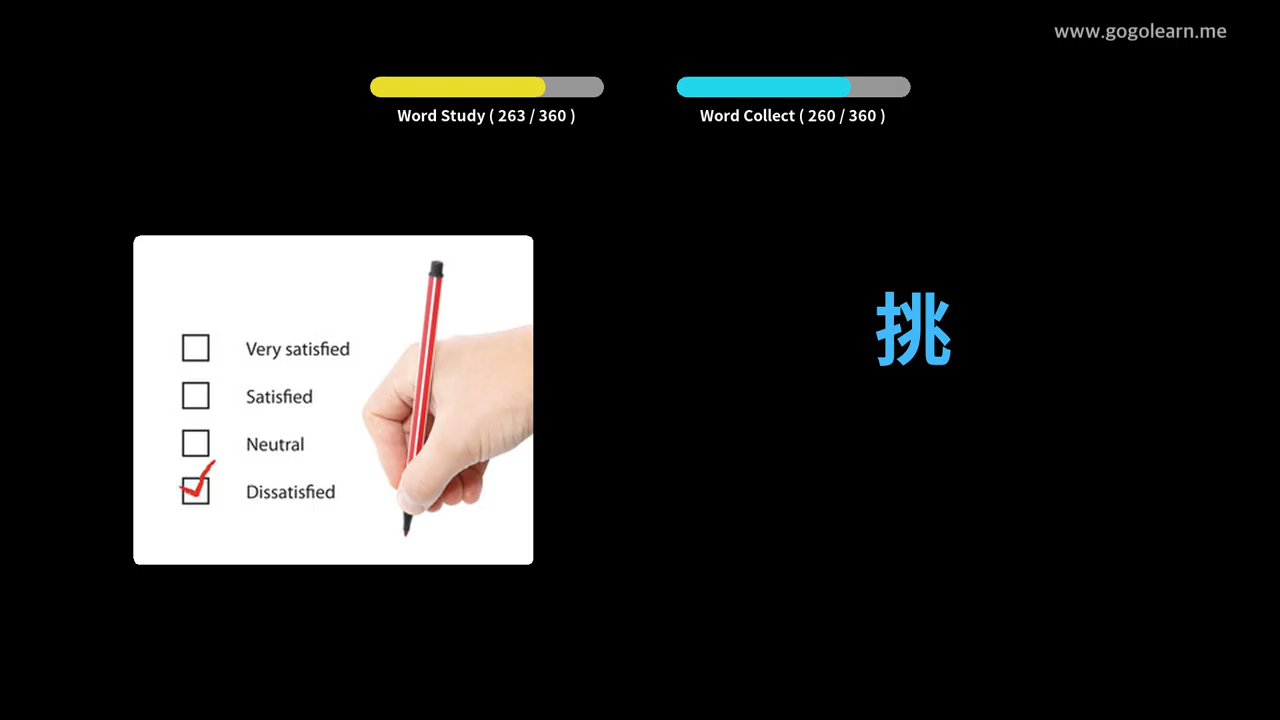 www.gogolearn.me
Word Study ( 263 / 360 )
Word Collect ( 260 / 360 )
Very satisfied
Satisfied
Neutral
Dissatisfied
挑